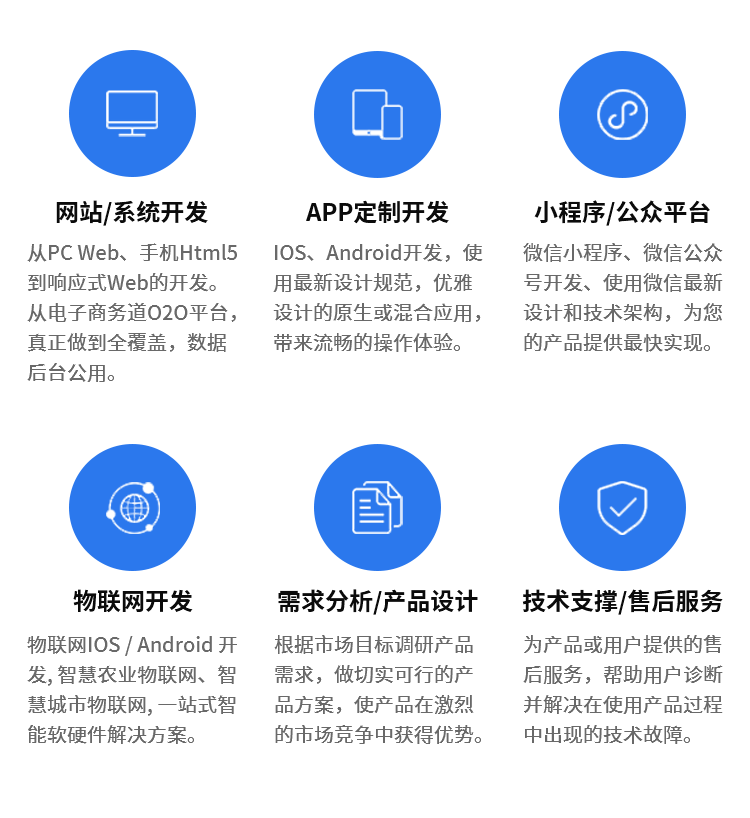 网站/系统开发
从PC Web、手机Html5
到响应式Web的开发。
从电子商务道O2O平台，
真正做到全覆盖，数据
后台公用。
APP定制开发
IOS、Android开发，使
用最新设计规范，优雅
设计的原生或混合应用，
带来流畅的操作体验。
小程序/公众平台
微信小程序、微信公众
号开发、使用微信最新
设计和技术架构，为您
的产品提供最快实现。
物联网开发
物联网IOS / Android 开
发, 智慧农业物联网、智
慧城市物联网, 一站式智
能软硬件解决方案。
需求分析/产品设计
根据市场目标调研产品
需求，做切实可行的产
品方案，使产品在激烈
的市场竞争中获得优势。
技术支撑/售后服务
为产品或用户提供的售
后服务，帮助用户诊断
并解决在使用产品过程
中出现的技术故障。